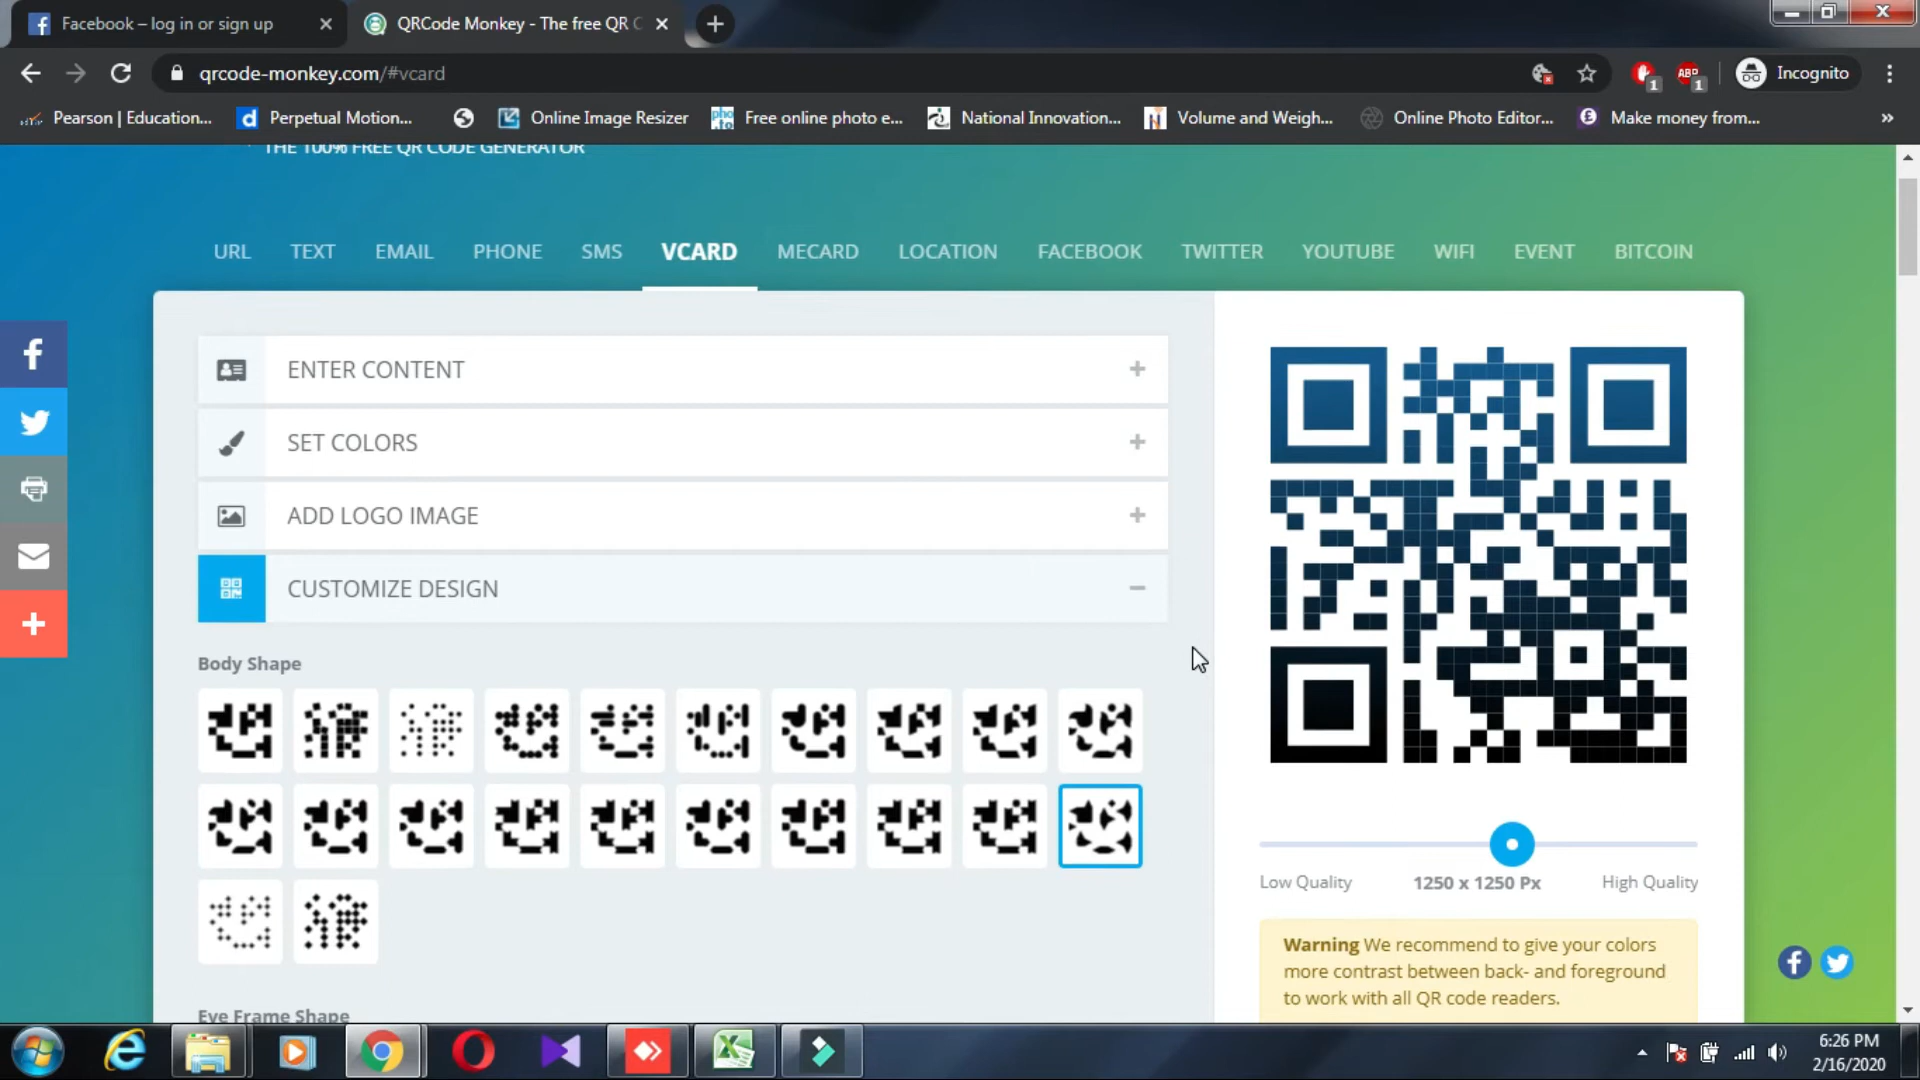 Facebook – log in or sign up
QRCode Monkey - The free QR C
qrcode-monkey.com/#vcard
1
ABP
1
Incognito
Pearson | Education...
Perpetual Motion...
Online Image Resizer
pho to
Free online photo e...
National Innovation...
Volume and Weigh...
Online Photo Editor...
Make money from...
»
THE 100% FREE QR CODE GENERATOR
URL TEXT EMAIL PHONE SMS VCARD MECARD LOCATION FACEBOOK TWITTER YOUTUBE WIFI EVENT BITCOIN
ENTER CONTENT
SET COLORS
ADD LOGO IMAGE
CUSTOMIZE DESIGN
Body Shape
Low Quality 1250 x 1250 Px High Quality
Warning We recommend to give your colors
more contrast between back- and foreground
to work with all QR code readers.
Eye Frame Shape
6:26 PM
2/16/2020